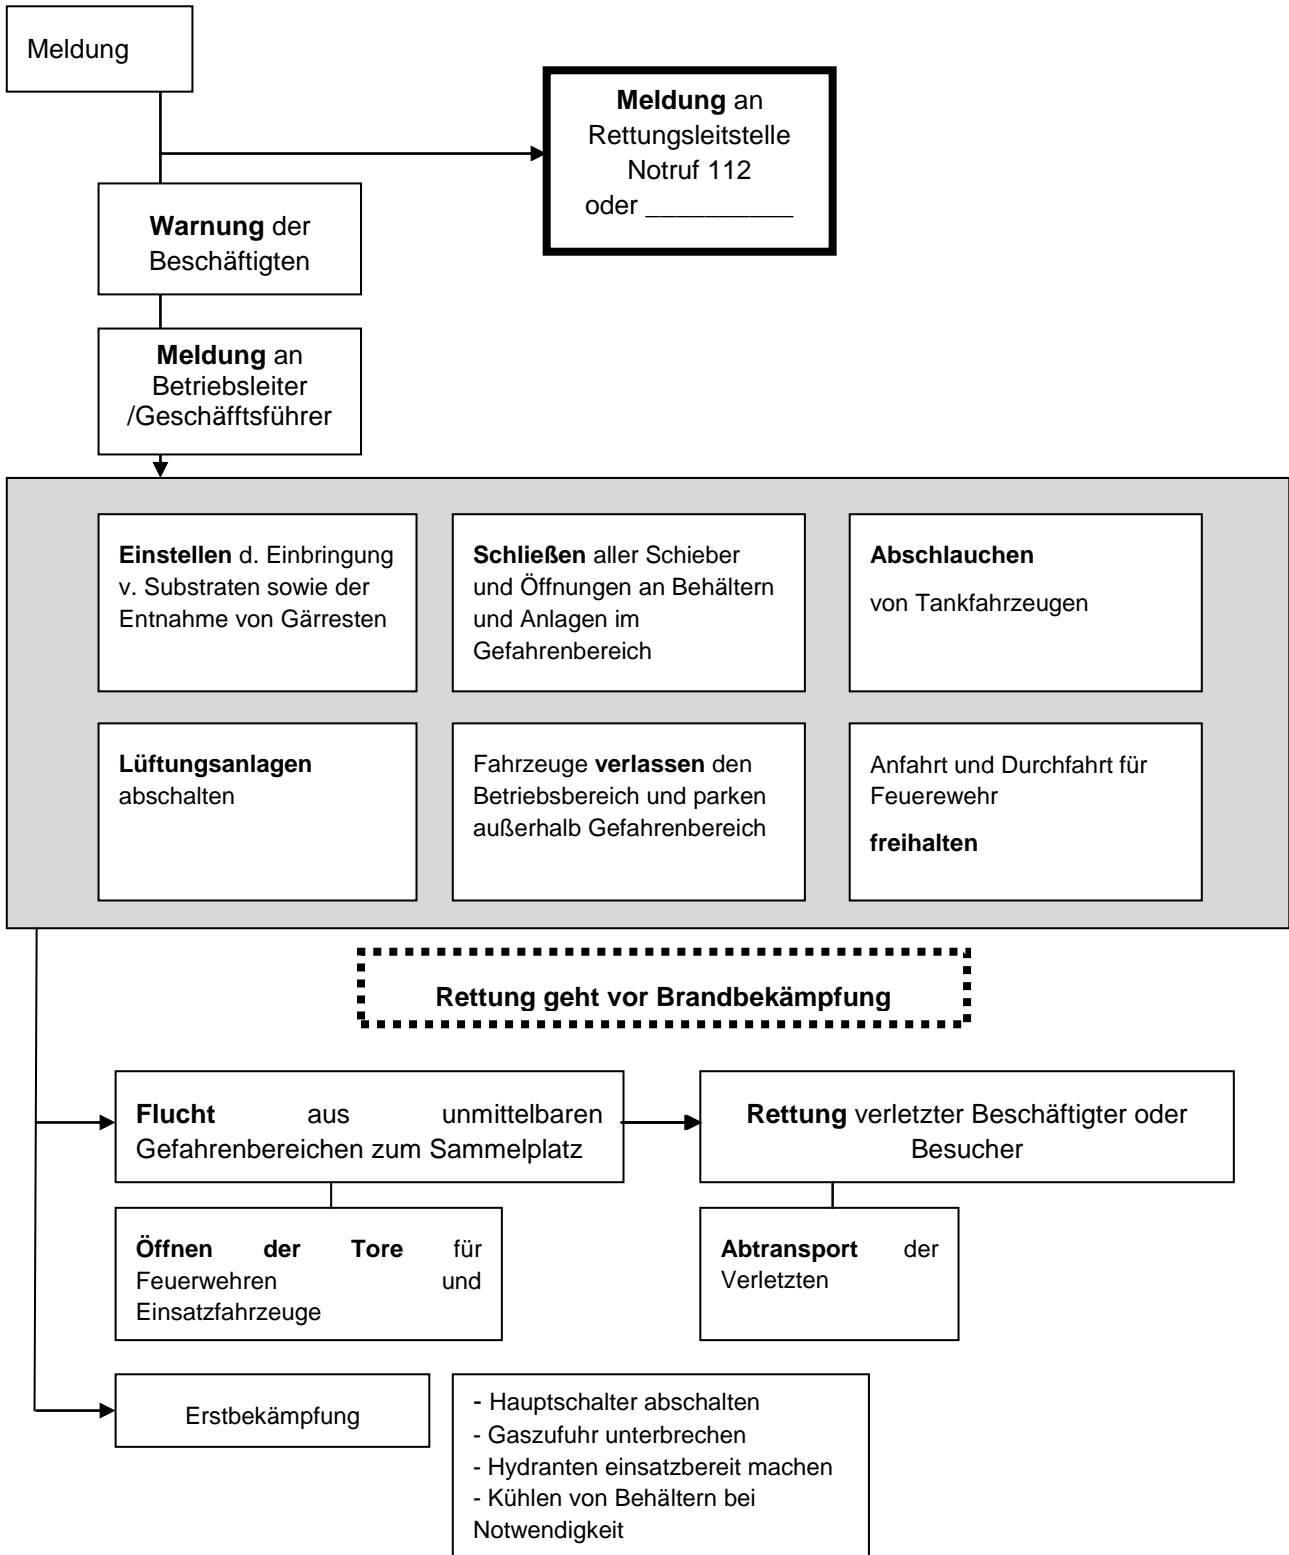 Meldung
Meldung an
Rettungsleitstelle
Notruf 112
oder __________
Warnung der
Beschäftigten
Meldung an
Betriebsleiter
/Geschäfftsführer
Einstellen d. Einbringung
v. Substraten sowie der
Entnahme von Gärresten
Schließen aller Schieber
und Öffnungen an Behältern
und Anlagen im
Gefahrenbereich
Abschlauchen
von Tankfahrzeugen
Lüftungsanlagen
abschalten
Fahrzeuge verlassen den
Betriebsbereich und parken
außerhalb Gefahrenbereich
Anfahrt und Durchfahrt für
Feuerewehr
freihalten
Rettung geht vor Brandbekämpfung
Flucht aus unmittelbaren
Gefahrenbereichen zum Sammelplatz
Rettung verletzter Beschäftigter oder
Besucher
Öffnen der Tore für
Feuerwehren und
Einsatzfahrzeuge
Abtransport der
Verletzten
Erstbekämpfung
- Hauptschalter abschalten
- Gaszufuhr unterbrechen
- Hydranten einsatzbereit machen
- Kühlen von Behältern bei
Notwendigkeit